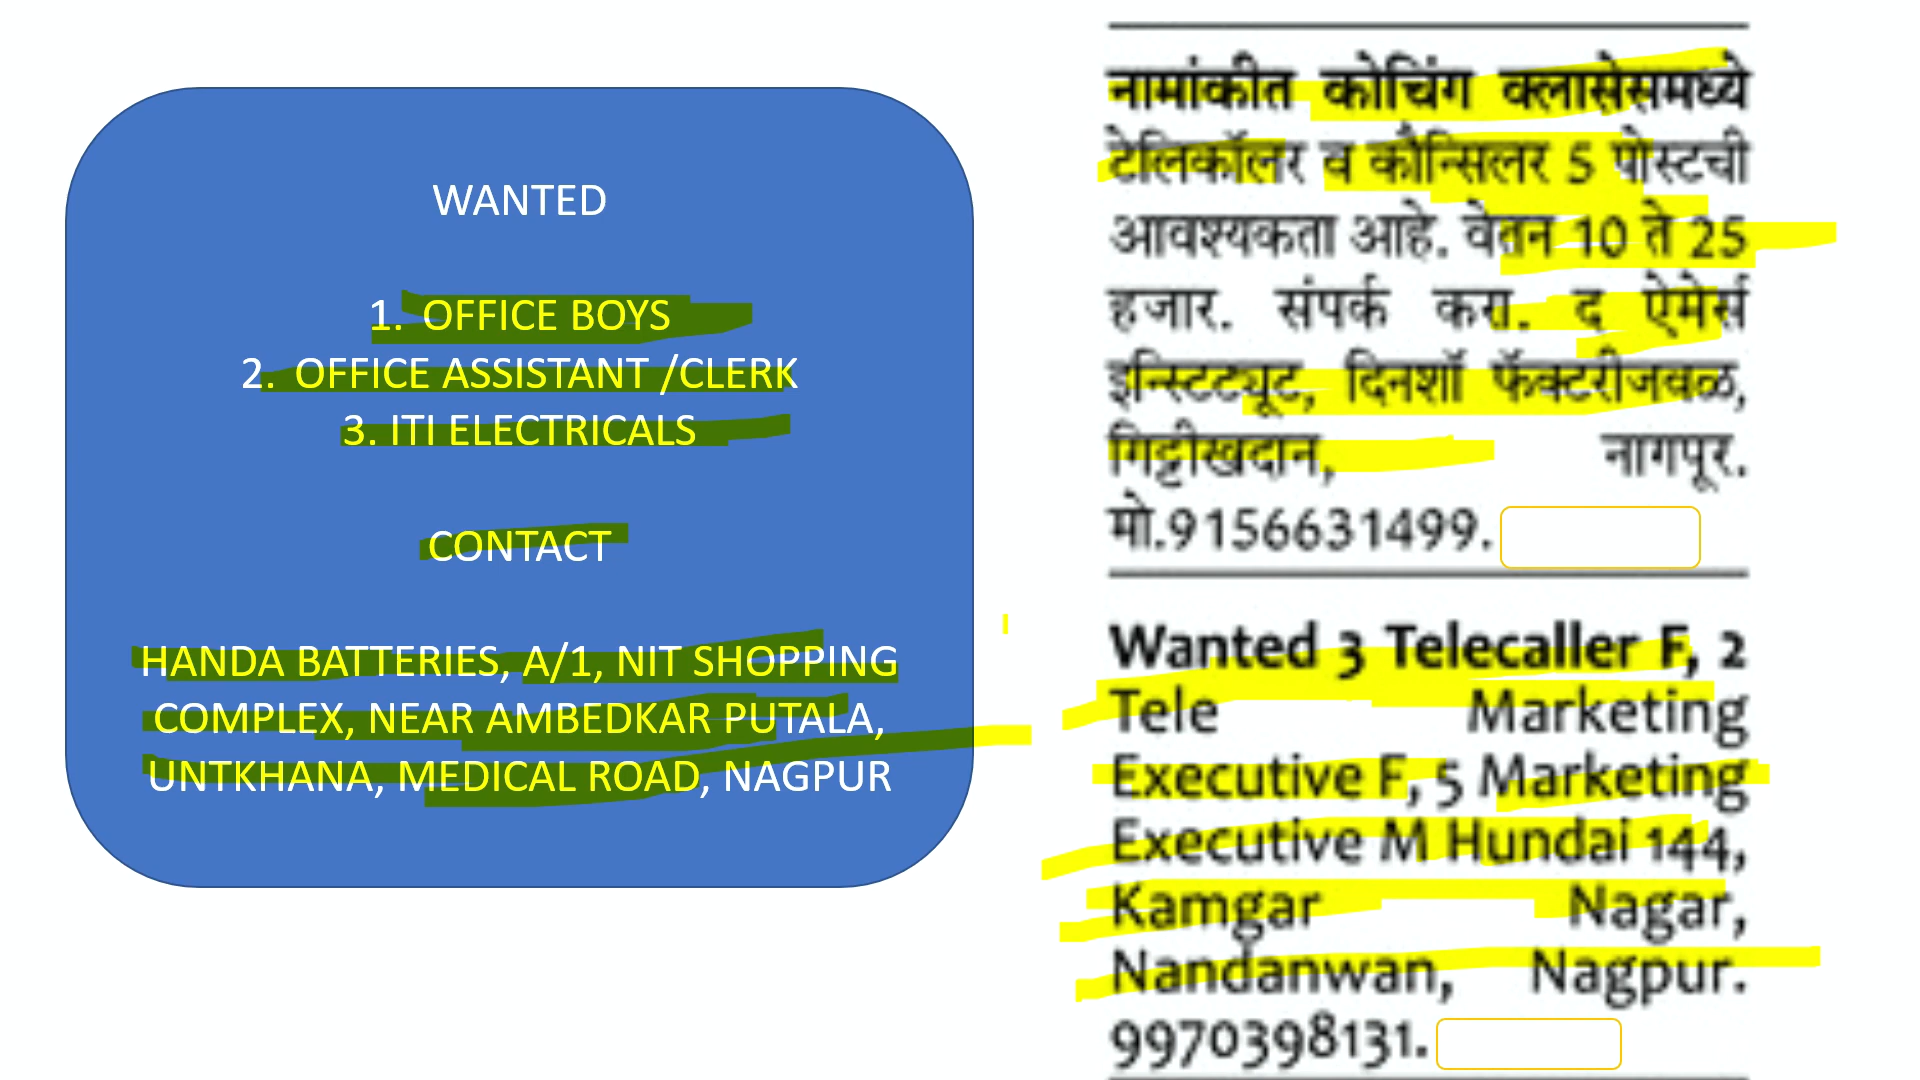 WANTED
1. OFFICE BOYS
2. OFFICE ASSISTANT /CLERK
3. ITI ELECTRICALS
CONTACT
HANDA BATTERIES, A/1, NIT SHOPPING
COMPLEX, NEAR AMBEDKAR PUTALA,
UNTKHANA, MEDICAL ROAD, NAGPUR
नामांकीत कोचिंग क्लासेसमध्ये
टेलिकॉलर व कौन्सिलर 5 पोस्टची
आवश्यकता आहे. वेतन 10 ते 25
हजार. संपर्क करा. द ऐमेर्स
इन्स्टिट्यूट, दिनशॉ फॅक्टरीजवळ,
गिट्टीखदान, नागपूर.
मो.9156631499.
Wanted 3 Telecaller F, 2
Tele Marketing
Executive F, 5 Marketing
Executive M Hundai 144,
Kamgar Nagar,
Nandanwan, Nagpur.
9970398131.